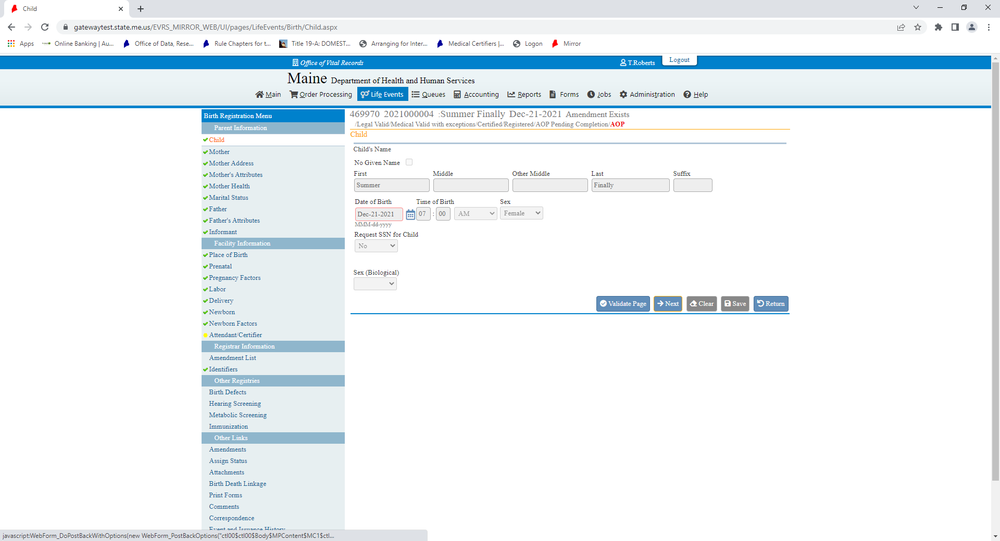 Child
gatewaytest.state.me.us/EVRS_MIRROR_WEB/UI/pages/LifeEvents/Birth/Child.aspx
Apps Online Banking | Au... Office of Data, Rese... Rule Chapters for t... Title 19-A: DOMEST... Arranging for Inter... Medical Certifiers |... Logon Mirror
Office of Vital Records T.Roberts Logout
Maine Department of Health and Human Services
Main Order Processing Life Events Queues Accounting Reports Forms Jobs Administration Help
Birth Registration Menu
Parent Information
Child
Mother
Mother Address
Mother's Attributes
Mother Health
Marital Status
Father
Father's Attributes
Informant
Facility Information
Place of Birth
Prenatal
Pregnancy Factors
Labor
Delivery
Newborn
Newborn Factors
Attendant/Certifier
Registrar Information
Amendment List
Identifiers
Other Registries
Birth Defects
Hearing Screening
Metabolic Screening
Immunization
Other Links
Amendments
Assign Status
Attachments
Birth Death Linkage
Print Forms
Comments
Correspondence
Event and Issuance History
469970 2021000004 :Summer Finally Dec-21-2021 Amendment Exists
/Legal Valid/Medical Valid with exceptions/Certified/Registered/AOP Pending Completion/AOP
Child
Child's Name
No Given Name
First Middle Other Middle Last Suffix
Summer Finally
Date of Birth Time of Birth Sex
Dec-21-2021 07 : 00 AM Female
MMM-dd-yyyy
Request SSN for Child
No
Sex (Biological)
Validate Page Next Clear Save Return
javascript:WebForm_DoPostBackWithOptions(new WebForm_PostBackOptions("ctl00$ctl00$Body$MPContent$MC1$ctl...